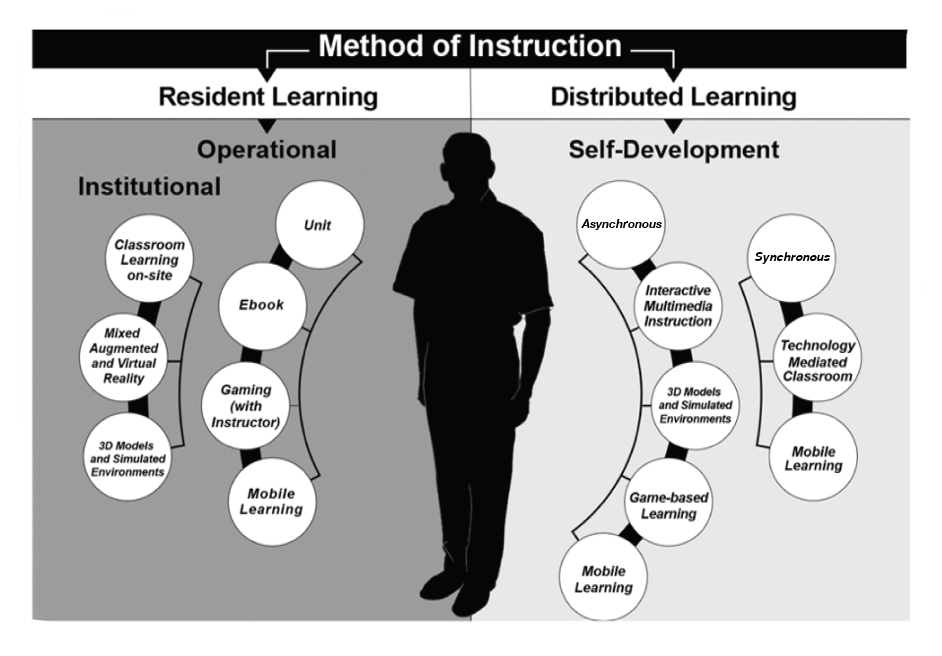 Method of Instruction
Resident Learning
Distributed Learning
Operational
Institutional
Self-Development
Classroom
Learning
on-site
Mixed
Augmented
and Virtual
Reality
3D Models
and Simulated
Environments
Unit
Ebook
Gaming
(with
Instructor)
Mobile
Learning
Asynchronous
Interactive
Multimedia
Instruction
3D Models
and Simulated
Environments
Game-based
Learning
Mobile
Learning
Synchronous
Technology
Mediated
Classroom
Mobile
Learning